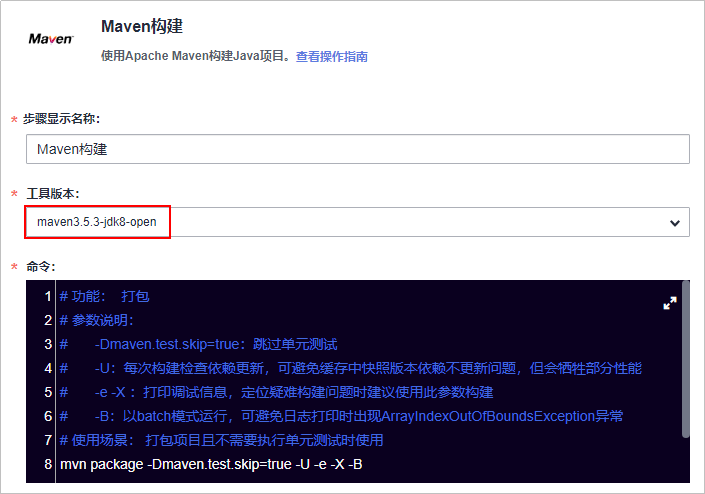 Maven构建
Maven
使用Apache Maven构建Java项目。查看操作指南
* 步骤显示名称：
Maven构建
* 工具版本：
maven3.5.3-jdk8-open
* 命令：
1 # 功能： 打包
2 # 参数说明：
3 # -Dmaven.test.skip=true：跳过单元测试
4 # -U：每次构建检查依赖更新，可避免缓存中快照版本依赖不更新问题，但会牺牲部分性能
5 # -e -X ：打印调试信息，定位疑难构建问题时建议使用此参数构建
6 # -B：以batch模式运行，可避免日志打印时出现ArrayIndexOutOfBoundsException异常
7 # 使用场景： 打包项目且不需要执行单元测试时使用
8 mvn package -Dmaven.test.skip=true -U -e -X -B